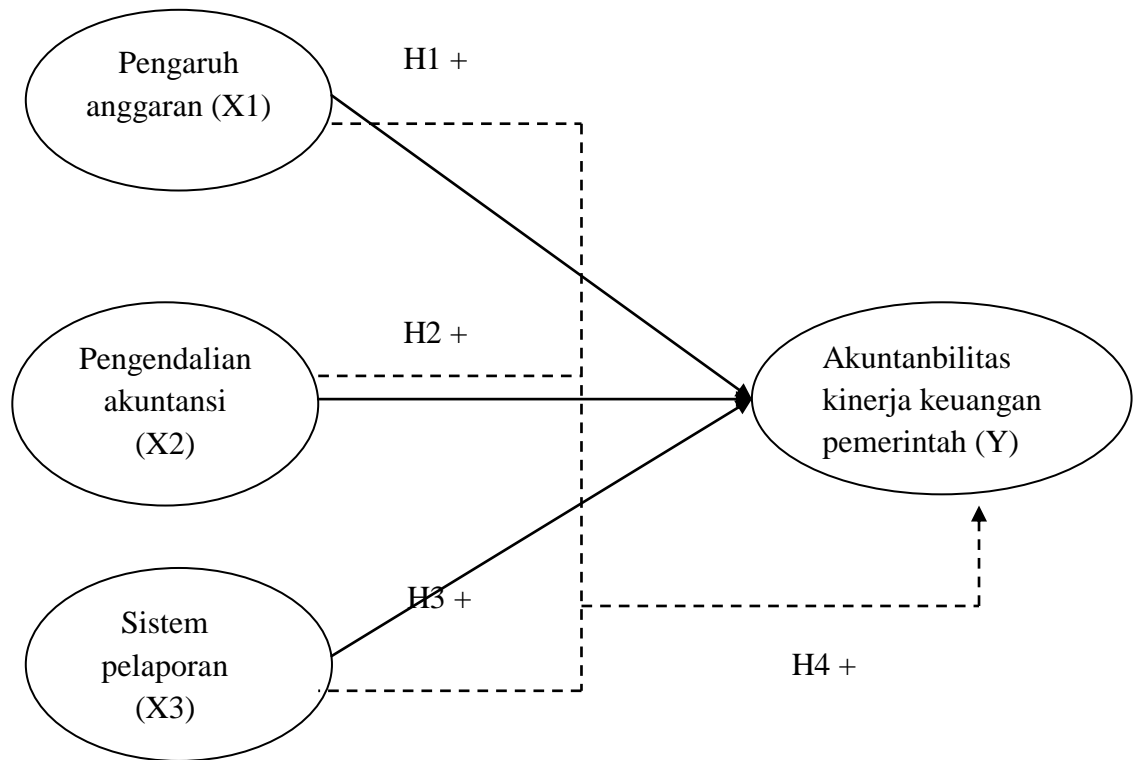 Pengaruh
anggaran (X1)
H1 +
Pengendalian
akuntansi
(X2)
H2 +
Akuntanbilitas
kinerja keuangan
pemerintah (Y)
Sistem
pelaporan
(X3)
H3 +
H4 +